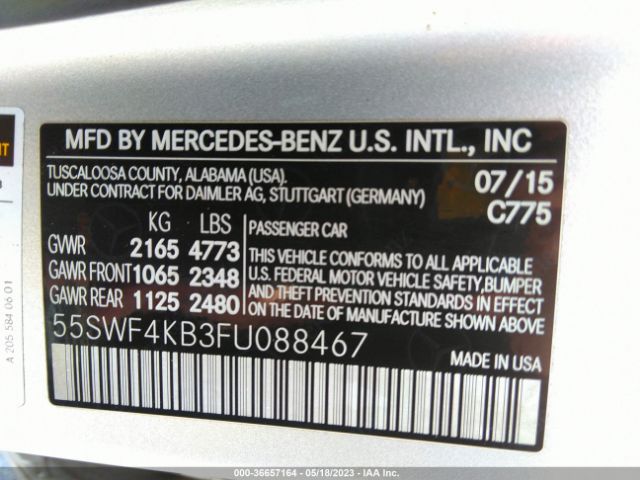 MFD BY MERCEDES-BENZ U.S. INTL., INC
TUSCALOOSA COUNTY, ALABAMA (USA).
UNDER CONTRACT FOR DAIMLER AG, STUTTGART (GERMANY)
07/15
C775
KG LBS
GVWR 2165 4773
GAWR FRONT 1065 2348
GAWR REAR 1125 2480
PASSENGER CAR
THIS VEHICLE CONFORMS TO ALL APPLICABLE
U.S. FEDERAL MOTOR VEHICLE SAFETY,BUMPER
AND THEFT PREVENTION STANDARDS IN EFFECT
ON THE DATE OF MANUFACTURE SHOWN ABOVE.
55SWF4KB3FU088467
MADE IN USA
A 205 584 06 01
000-36657164 - 05/18/2023 - IAA Inc.